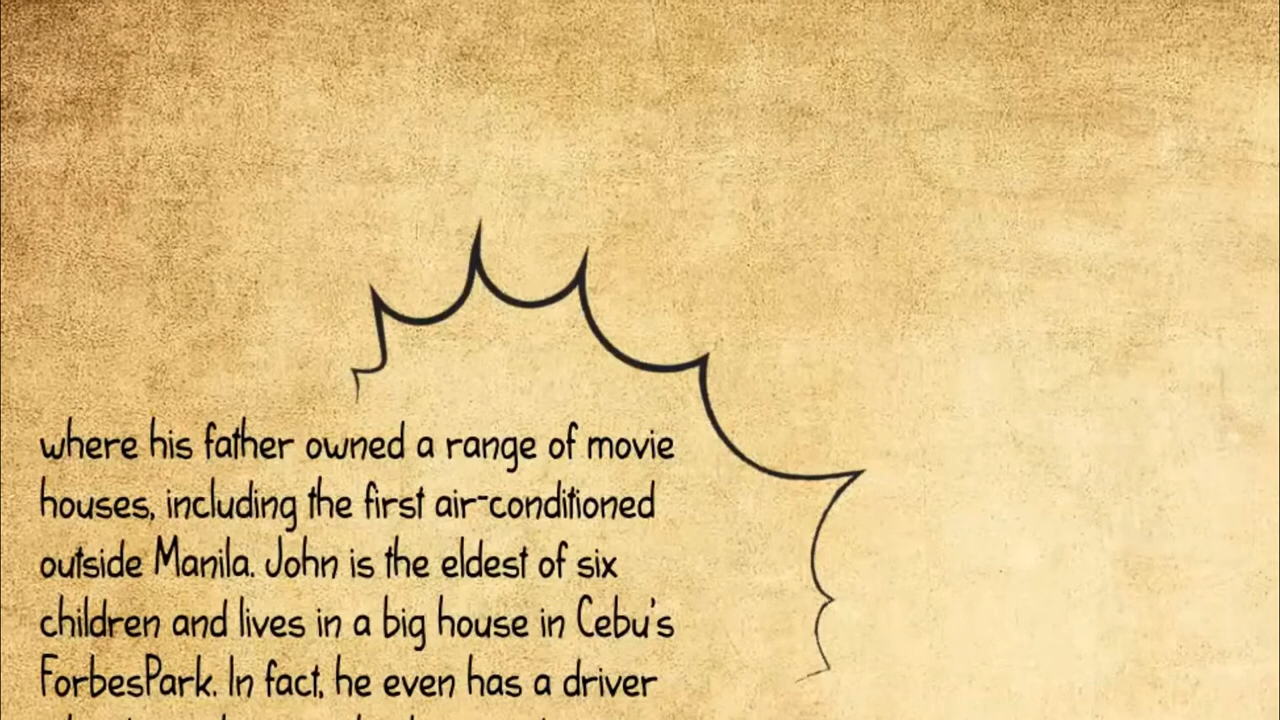 where his father owned a range of movie
houses, including the first air-conditioned
outside Manila. John is the eldest of six
children and lives in a big house in Cebu's
ForbesPark. In fact, he even has a driver